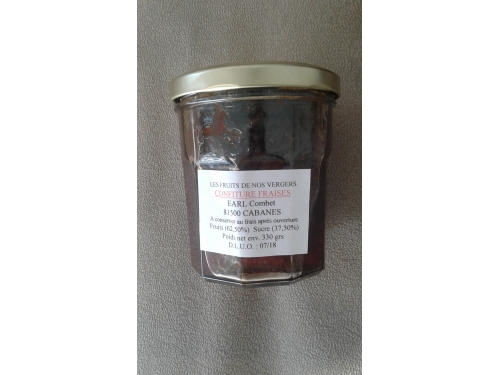 LES FRUITS DE NOS VERGERS
CONFITURE FRAISES
EARL Combet
81500 CABANES
A conserver au frais après ouverture
Fruits (62,50%) Sucre (37,50%)
Poids net env. 330 grs
D.L.U.O. : 07/18